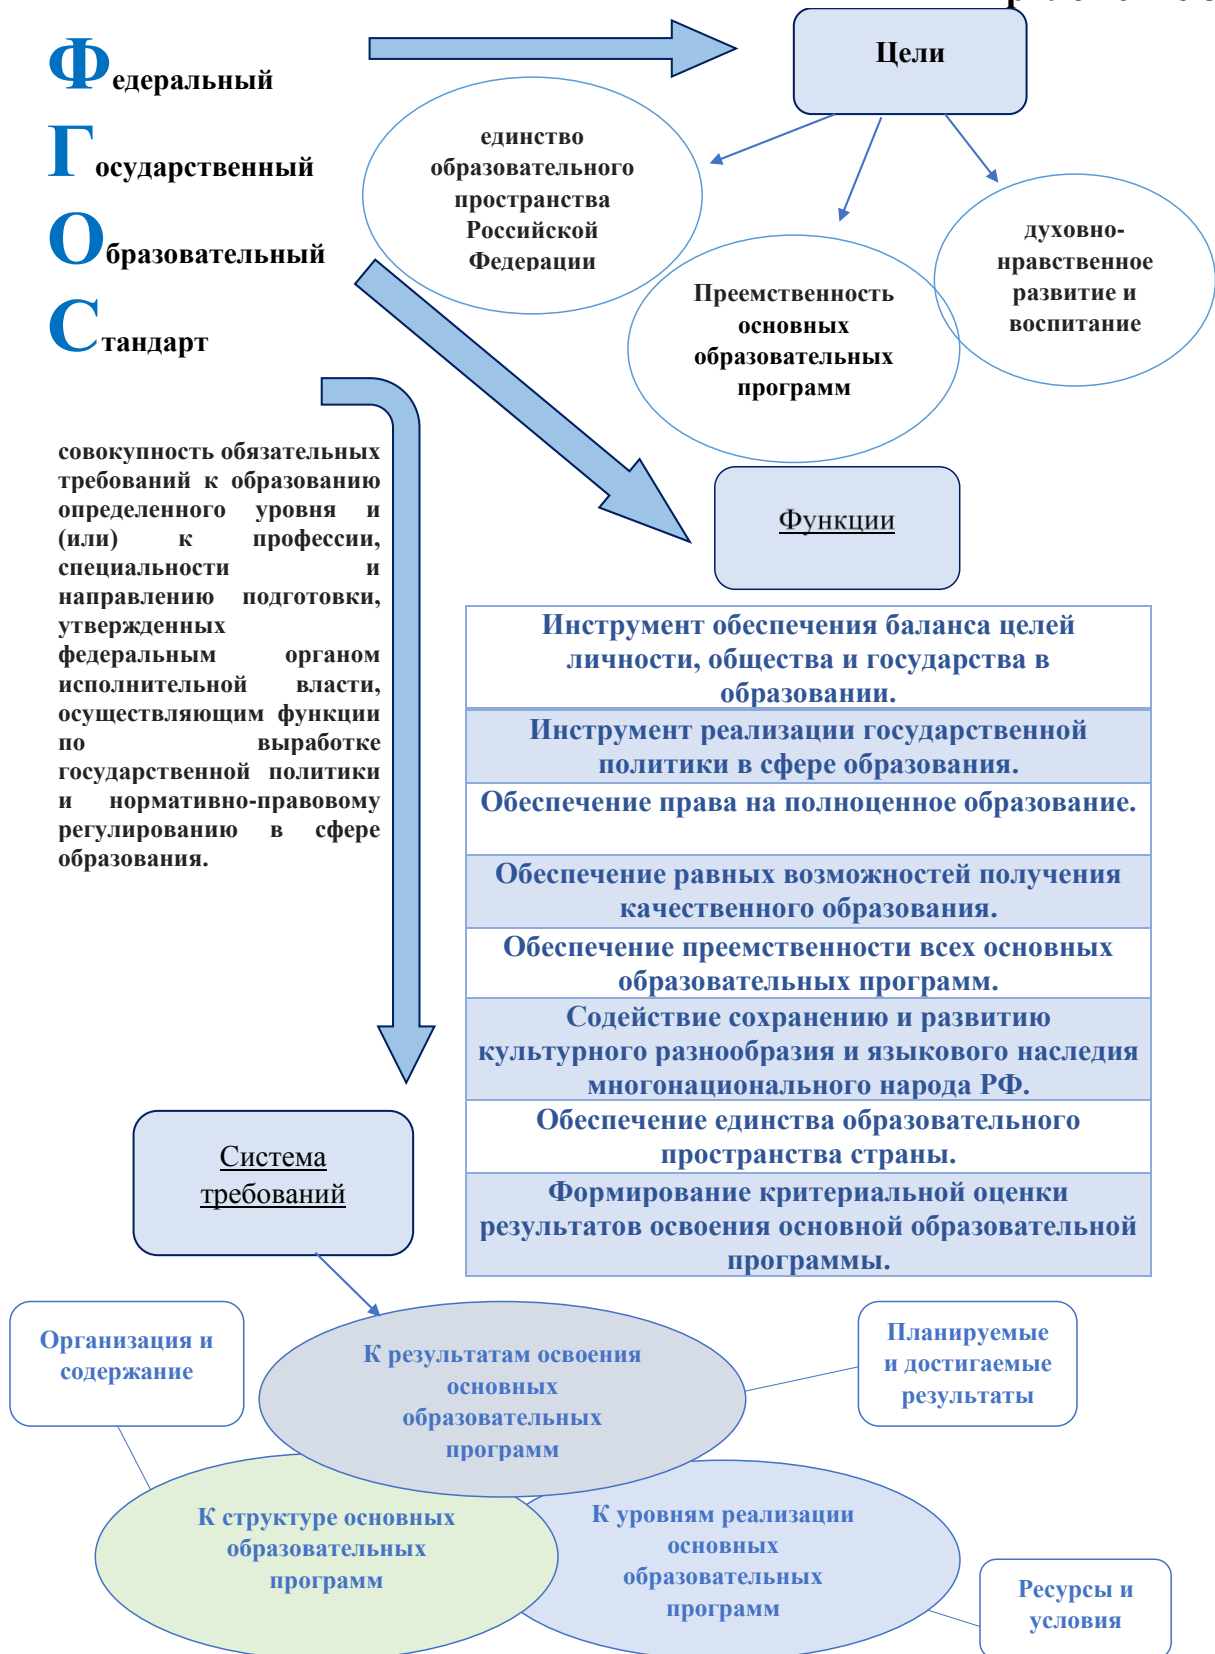 Федеральный
Государственный
Образовательный
Стандарт
Цели
единство
образовательного
пространства
Российской
Федерации
Преемственность
основных
образовательных
программ
духовно-
нравственное
развитие и
воспитание
совокупность обязательных
требований к образованию
определенного уровня и
(или) к профессии,
специальности и
направлению подготовки,
утвержденных
федеральным органом
исполнительной власти,
осуществляющим функции
по выработке
государственной политики
и нормативно-правовому
регулированию в сфере
образования.
Функции
Инструмент обеспечения баланса целей
личности, общества и государства в
образовании.
Инструмент реализации государственной
политики в сфере образования.
Обеспечение права на полноценное образование.
Обеспечение равных возможностей получения
качественного образования.
Обеспечение преемственности всех основных
образовательных программ.
Содействие сохранению и развитию
культурного разнообразия и языкового наследия
многонационального народа РФ.
Обеспечение единства образовательного
пространства страны.
Формирование критериальной оценки
результатов освоения основной образовательной
программы.
Система
требований
Организация и
содержание
К результатам освоения
основных
образовательных
программ
Планируемые
и достигаемые
результаты
К структуре основных
образовательных
программ
К уровням реализации
основных
образовательных
программ
Ресурсы и
условия